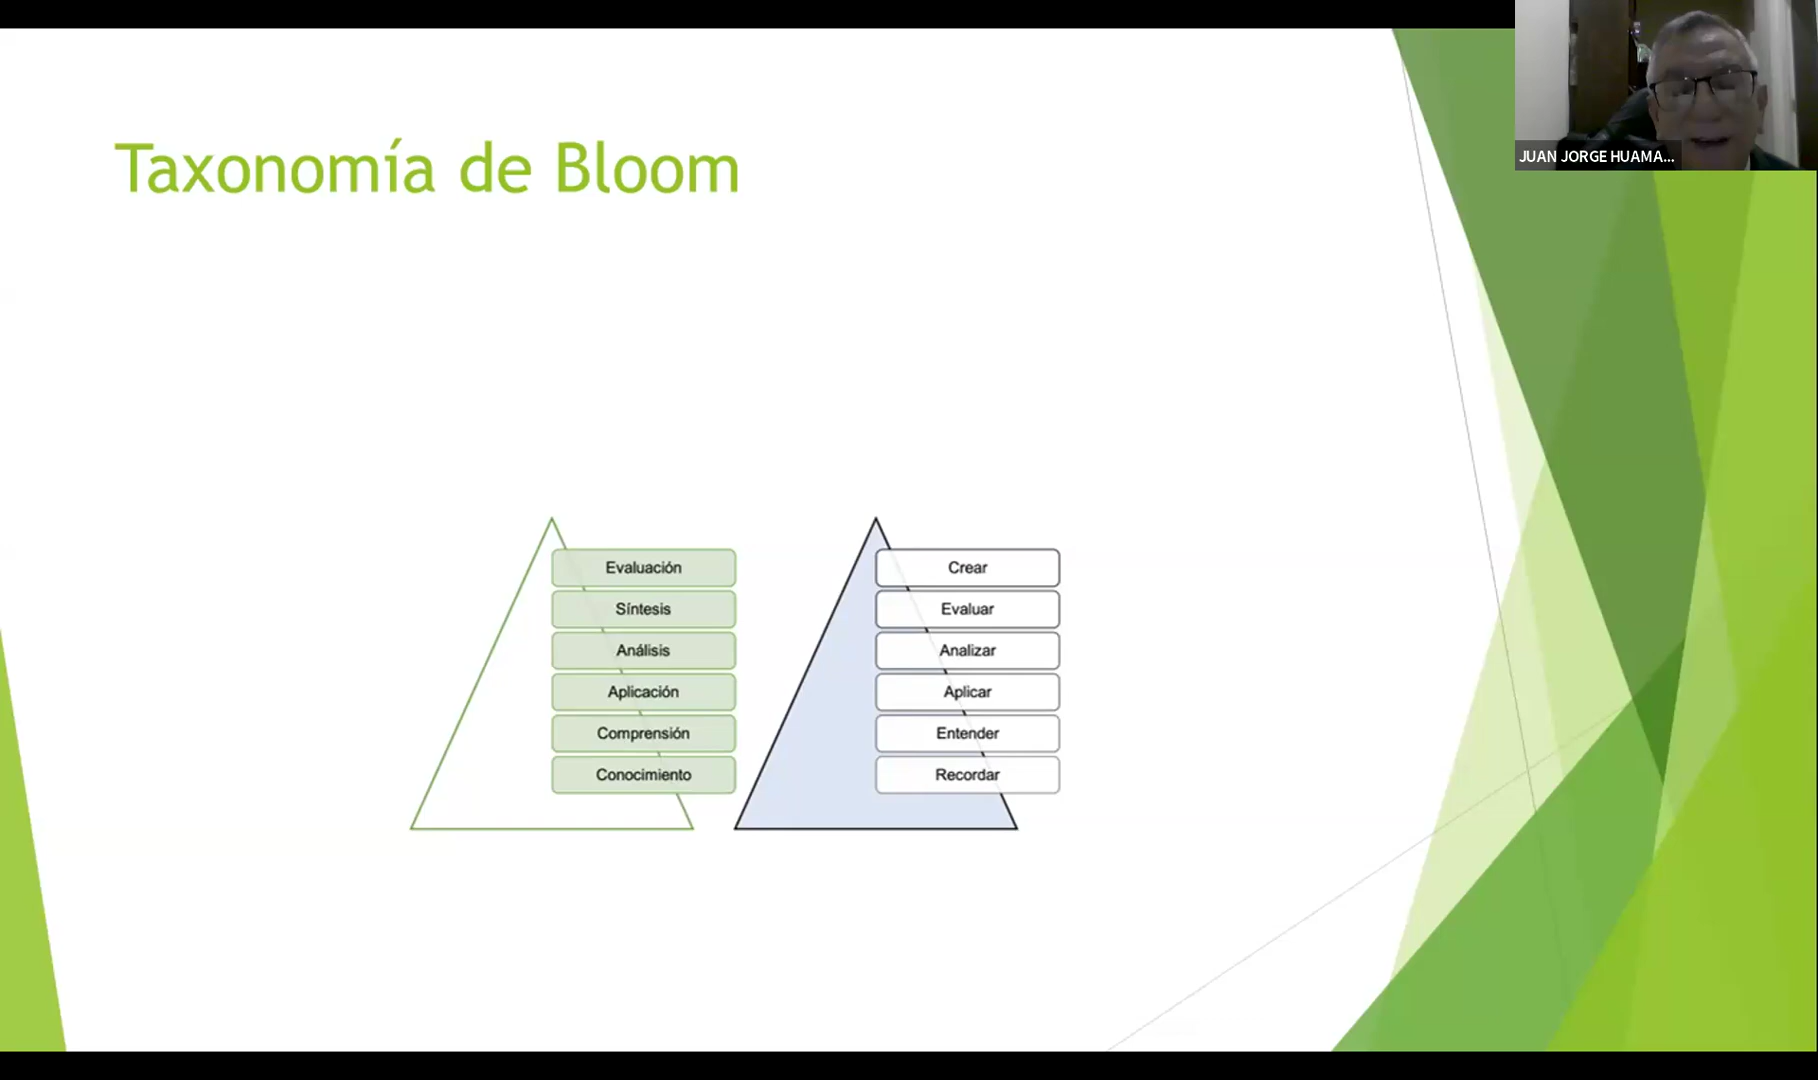 JUAN JORGE HUAMA...
Taxonomía de Bloom
Evaluación
Síntesis
Análisis
Aplicación
Comprensión
Conocimiento
Crear
Evaluar
Analizar
Aplicar
Entender
Recordar